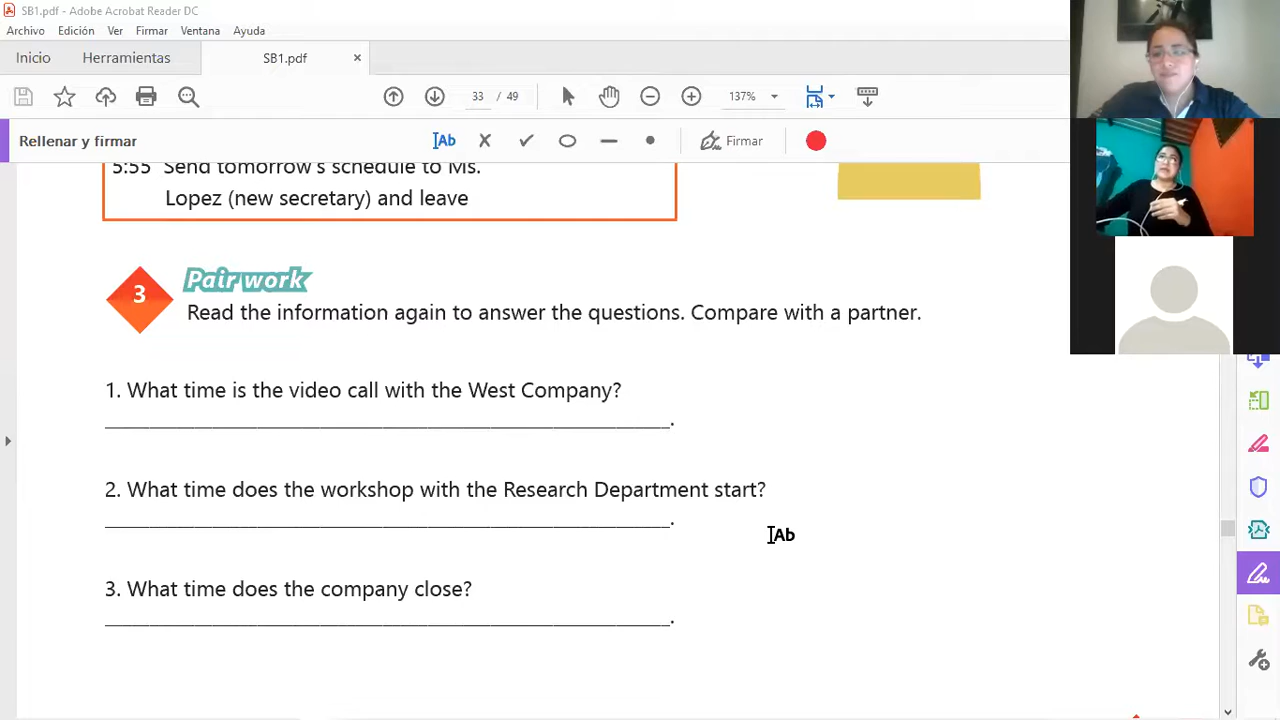 SB1.pdf - Adobe Acrobat Reader DC
Archivo Edición Ver Firmar Ventana Ayuda
Inicio Herramientas SB1.pdf ×
33 / 49 137%
Rellenar y firmar Ab Firmar
5:55 Send tomorrow's schedule to Ms.
Lopez (new secretary) and leave
3 Pair work
Read the information again to answer the questions. Compare with a partner.
1. What time is the video call with the West Company?
_______________________________________________.
2. What time does the workshop with the Research Department start?
_______________________________________________.
Ab
3. What time does the company close?
_______________________________________________.